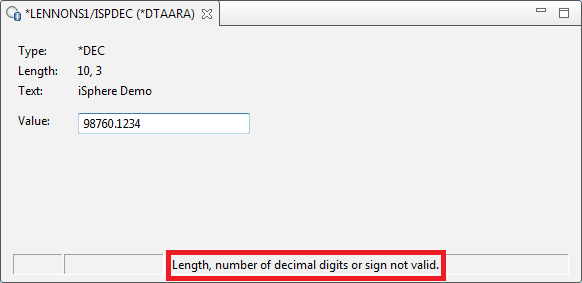 *LENNONS1/ISPDEC (*DTAARA)
Type: *DEC
Length: 10, 3
Text: iSphere Demo
Value: 98760.1234
Length, number of decimal digits or sign not valid.